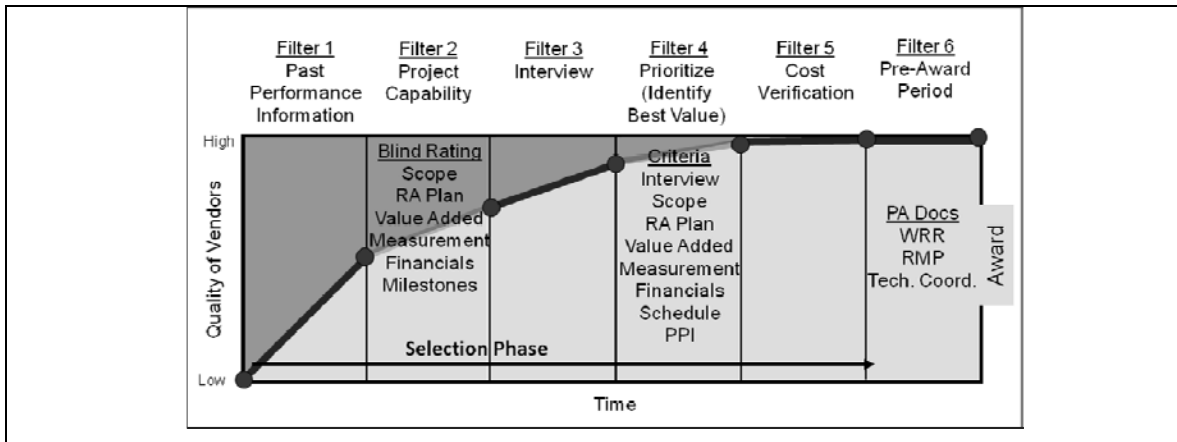 Filter 1
Past
Performance
Information
Filter 2
Project
Capability
Filter 3
Interview
Filter 4
Prioritize
(Identify
Best Value)
Filter 5
Cost
Verification
Filter 6
Pre-Award
Period
High
Low
Quality of Vendors
Blind Rating
Scope
RA Plan
Value Added
Measurement
Financials
Milestones
Criteria
Interview
Scope
RA Plan
Value Added
Measurement
Financials
Schedule
PPI
PA Docs
WRR
RMP
Tech. Coord.
Award
Selection Phase
Time